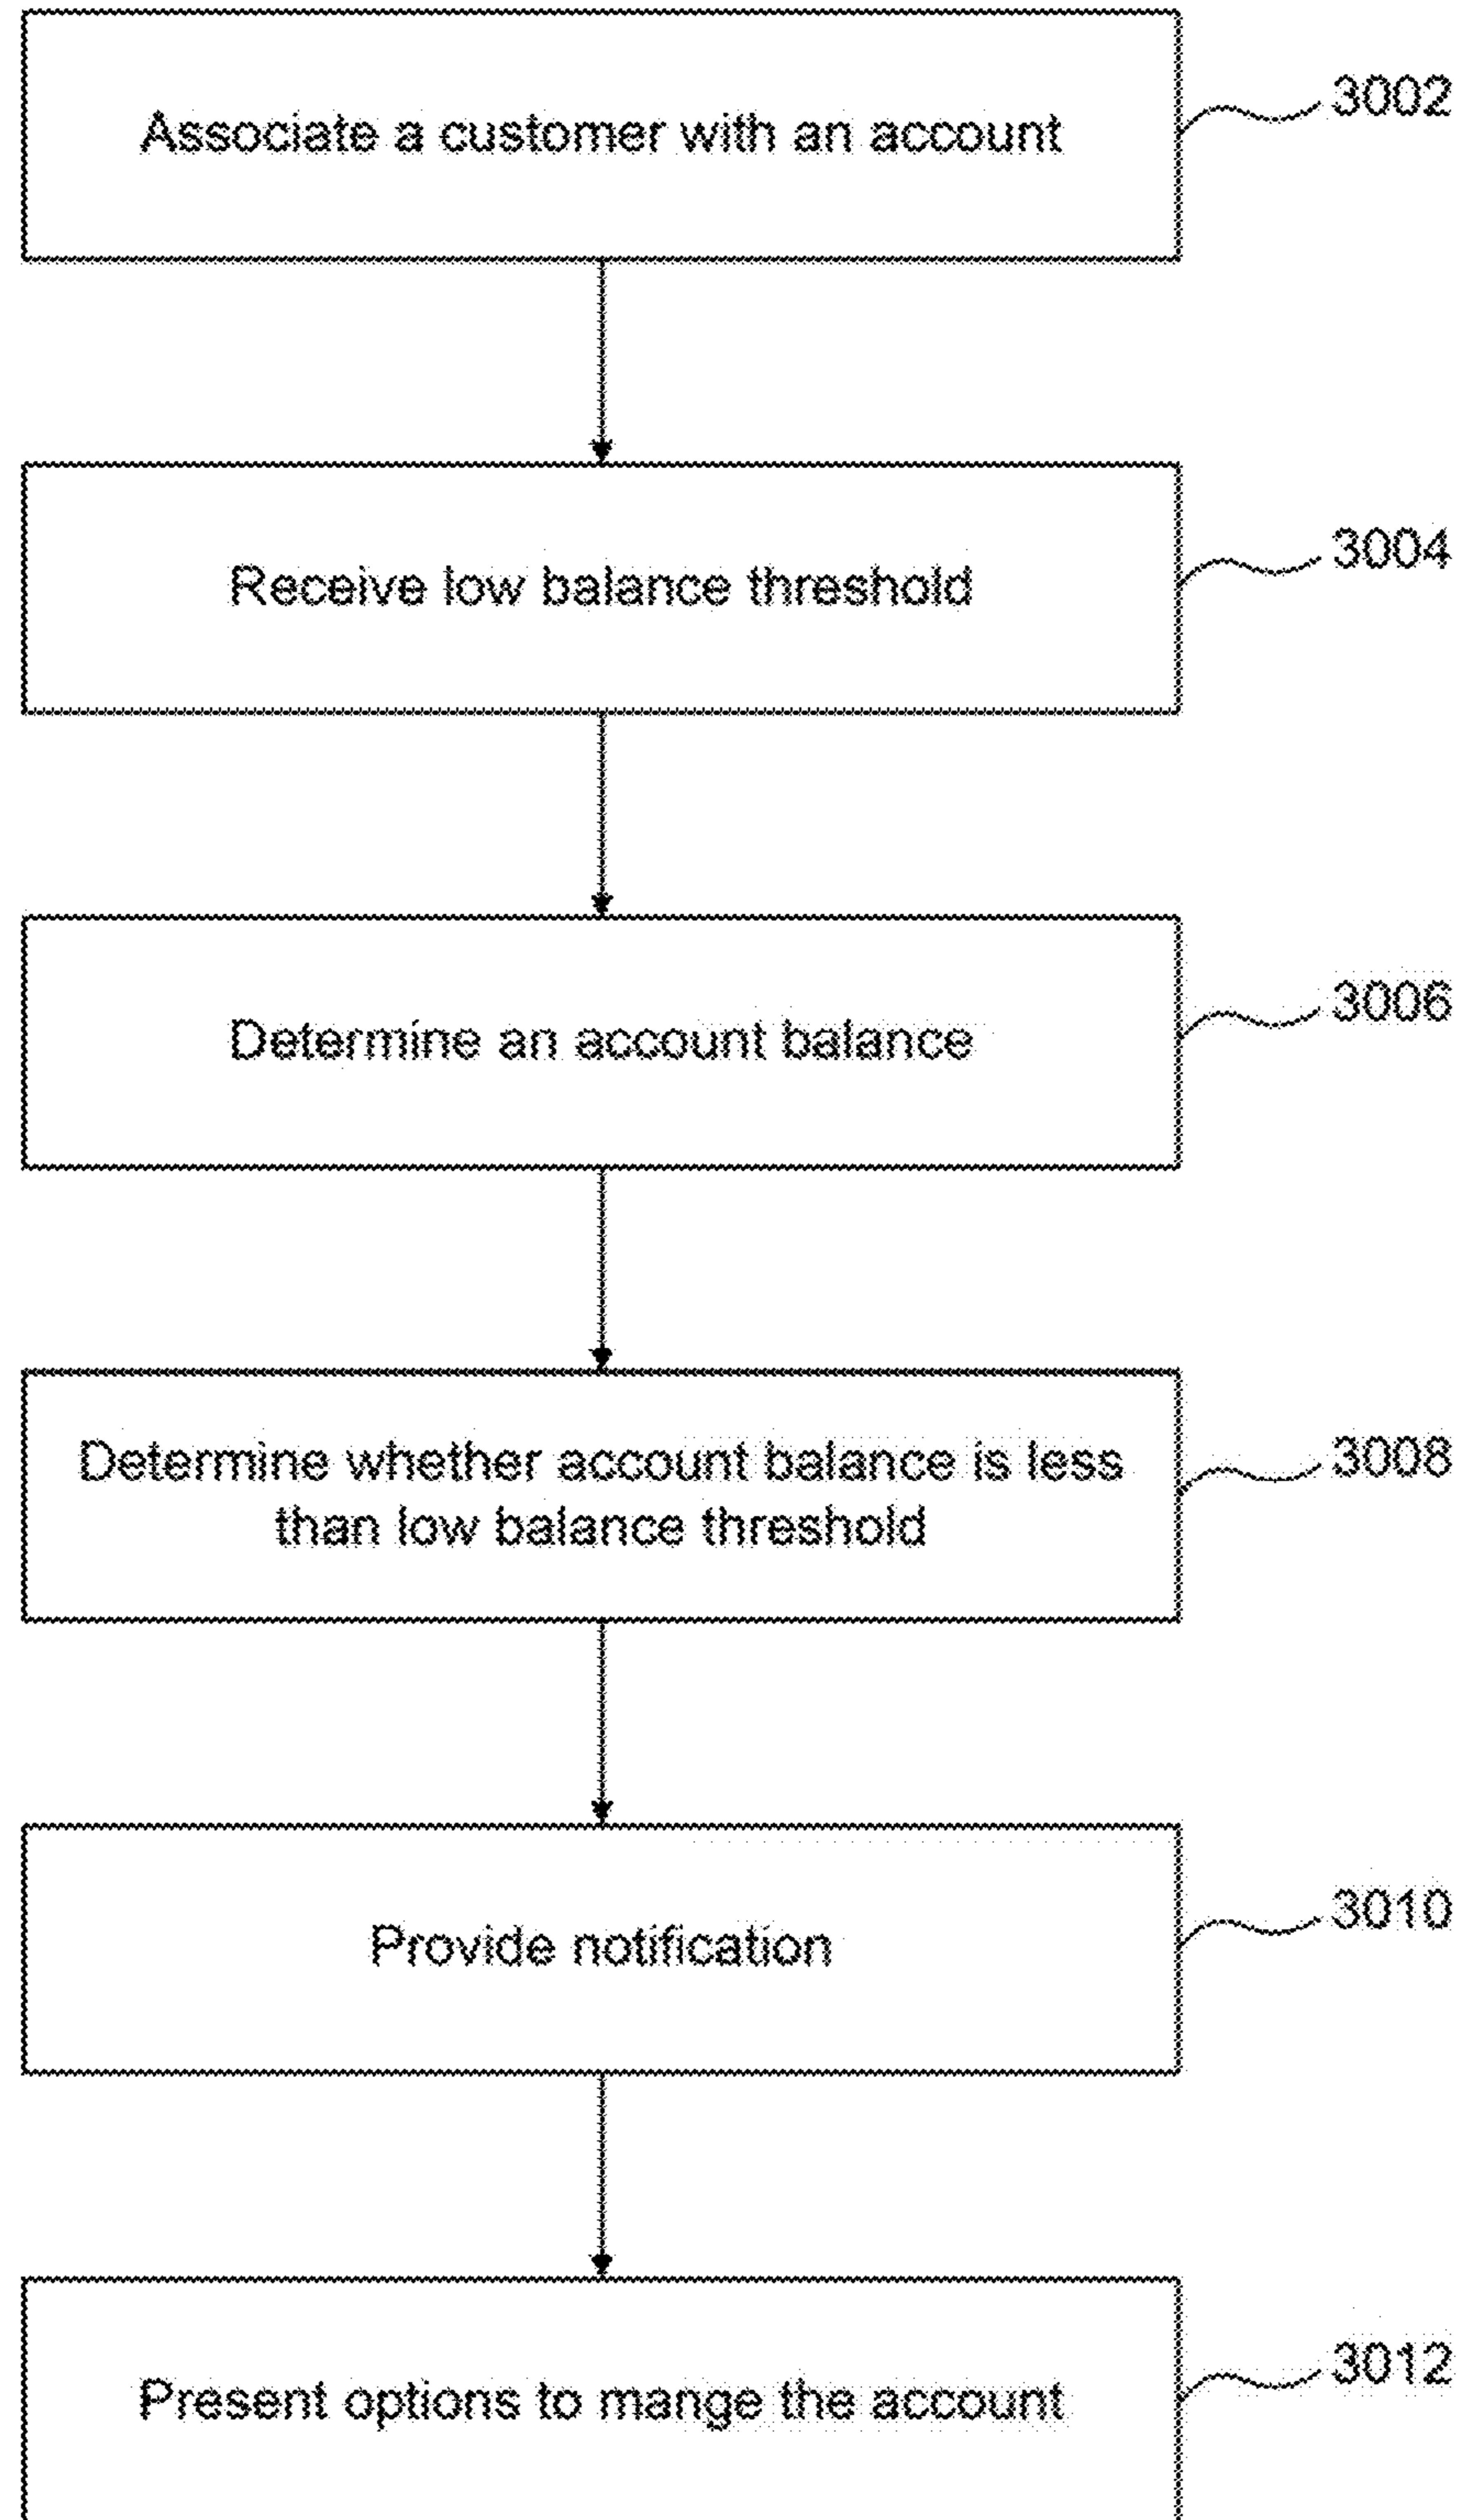 Associate a customer with an account
3002
Receive low balance threshold
3004
Determine an account balance
3006
Determine whether account balance is less
than low balance threshold
3008
Provide notification
3010
Present options to mange the account
3012